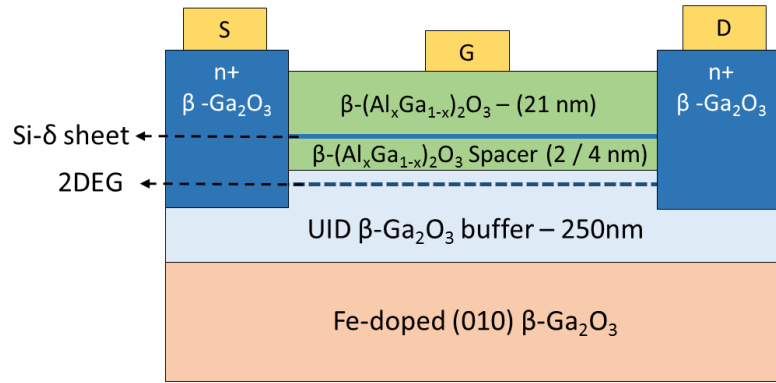 S
G
D
n+
β -Ga₂O₃
n+
β -Ga₂O₃
β-(AlₓGa₁₋ₓ)₂O₃ – (21 nm)
Si-δ sheet
β-(AlₓGa₁₋ₓ)₂O₃ Spacer (2 / 4 nm)
2DEG
UID β-Ga₂O₃ buffer – 250nm
Fe-doped (010) β-Ga₂O₃